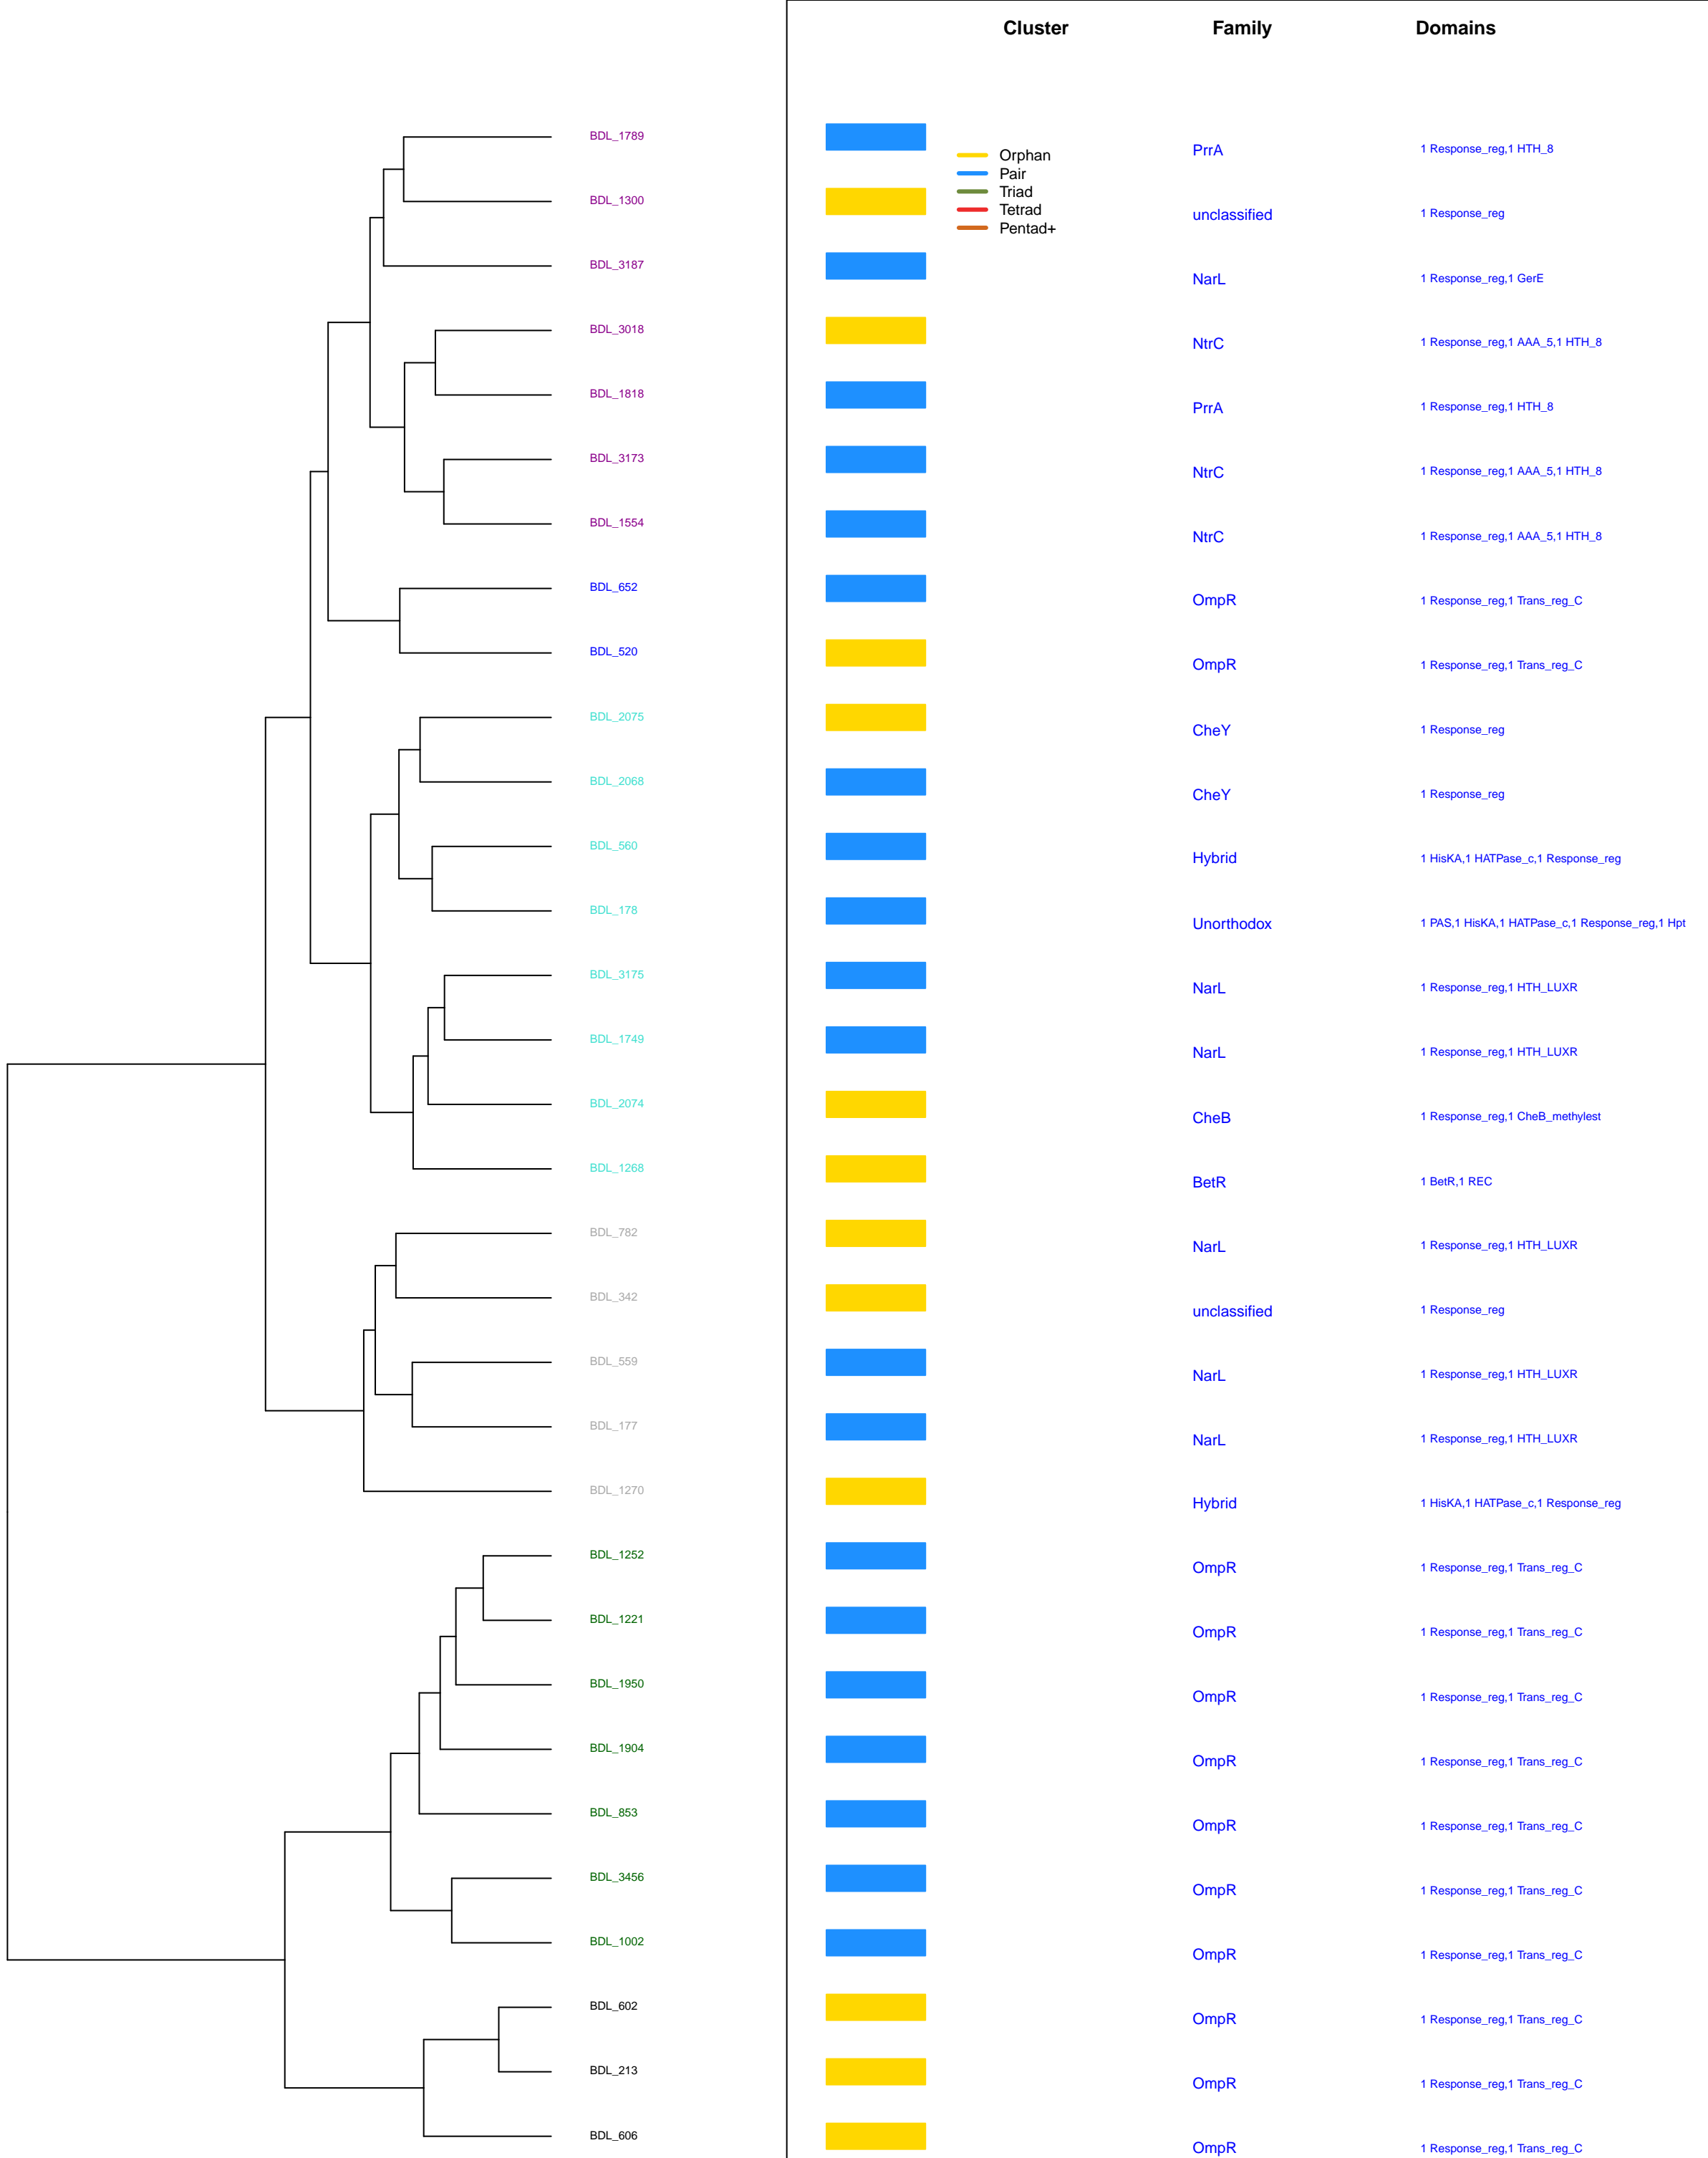 Cluster Family Domains
BDL_1789 PrrA 1 Response_reg,1 HTH_8
Orphan
Pair
Triad
Tetrad
Pentad+
BDL_1300 unclassified 1 Response_reg
BDL_3187 NarL 1 Response_reg,1 GerE
BDL_3018 NtrC 1 Response_reg,1 AAA_5,1 HTH_8
BDL_1818 PrrA 1 Response_reg,1 HTH_8
BDL_3173 NtrC 1 Response_reg,1 AAA_5,1 HTH_8
BDL_1554 NtrC 1 Response_reg,1 AAA_5,1 HTH_8
BDL_652 OmpR 1 Response_reg,1 Trans_reg_C
BDL_520 OmpR 1 Response_reg,1 Trans_reg_C
BDL_2075 CheY 1 Response_reg
BDL_2068 CheY 1 Response_reg
BDL_560 Hybrid 1 HisKA,1 HATPase_c,1 Response_reg
BDL_178 Unorthodox 1 PAS,1 HisKA,1 HATPase_c,1 Response_reg,1 Hpt
BDL_3175 NarL 1 Response_reg,1 HTH_LUXR
BDL_1749 NarL 1 Response_reg,1 HTH_LUXR
BDL_2074 CheB 1 Response_reg,1 CheB_methylest
BDL_1268 BetR 1 BetR,1 REC
BDL_782 NarL 1 Response_reg,1 HTH_LUXR
BDL_342 unclassified 1 Response_reg
BDL_559 NarL 1 Response_reg,1 HTH_LUXR
BDL_177 NarL 1 Response_reg,1 HTH_LUXR
BDL_1270 Hybrid 1 HisKA,1 HATPase_c,1 Response_reg
BDL_1252 OmpR 1 Response_reg,1 Trans_reg_C
BDL_1221 OmpR 1 Response_reg,1 Trans_reg_C
BDL_1950 OmpR 1 Response_reg,1 Trans_reg_C
BDL_1904 OmpR 1 Response_reg,1 Trans_reg_C
BDL_853 OmpR 1 Response_reg,1 Trans_reg_C
BDL_3456 OmpR 1 Response_reg,1 Trans_reg_C
BDL_1002 OmpR 1 Response_reg,1 Trans_reg_C
BDL_602 OmpR 1 Response_reg,1 Trans_reg_C
BDL_213 OmpR 1 Response_reg,1 Trans_reg_C
BDL_606 OmpR 1 Response_reg,1 Trans_reg_C